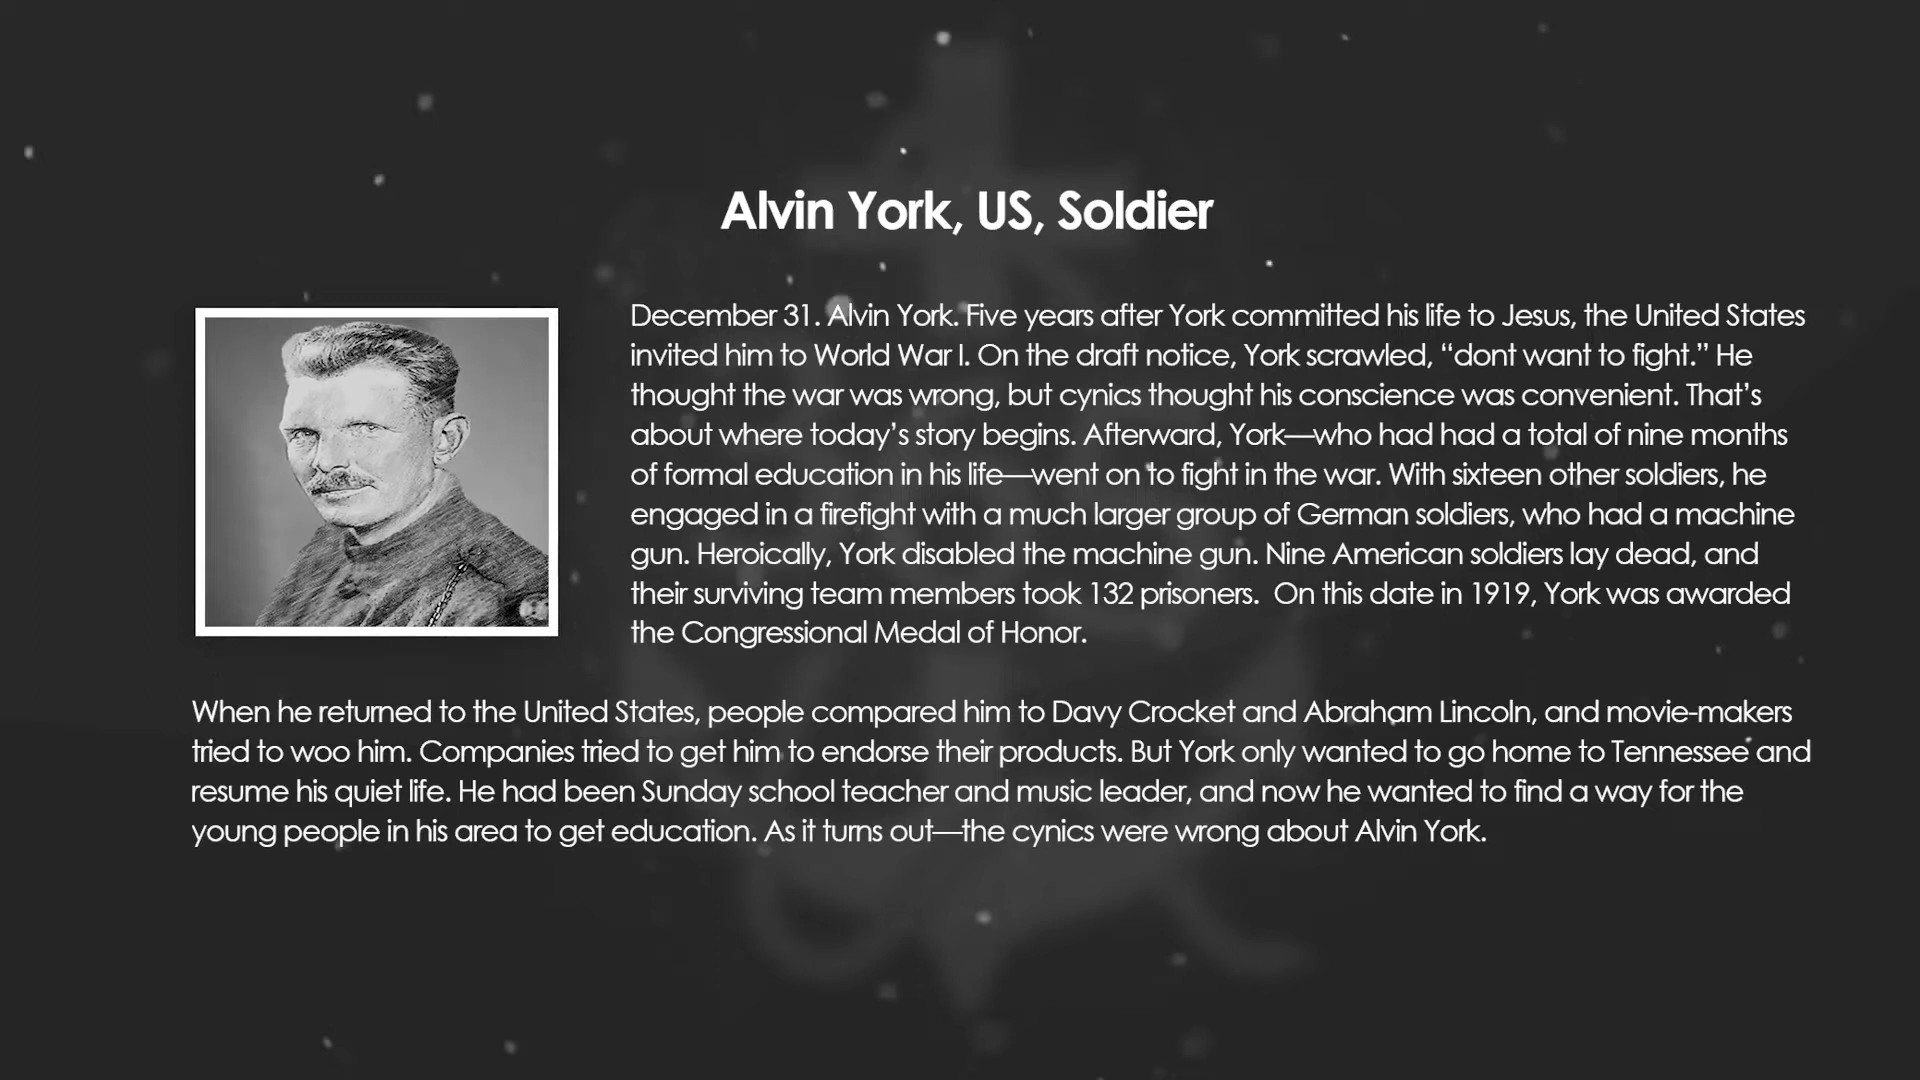 Alvin York, US, Soldier
December 31. Alvin York. Five years after York committed his life to Jesus, the United States
invited him to World War I. On the draft notice, York scrawled, “dont want to fight.” He
thought the war was wrong, but cynics thought his conscience was convenient. That’s
about where today’s story begins. Afterward, York—who had had a total of nine months
of formal education in his life—went on to fight in the war. With sixteen other soldiers, he
engaged in a firefight with a much larger group of German soldiers, who had a machine
gun. Heroically, York disabled the machine gun. Nine American soldiers lay dead, and
their surviving team members took 132 prisoners.  On this date in 1919, York was awarded
the Congressional Medal of Honor.
When he returned to the United States, people compared him to Davy Crocket and Abraham Lincoln, and movie-makers
tried to woo him. Companies tried to get him to endorse their products. But York only wanted to go home to Tennessee and
resume his quiet life. He had been Sunday school teacher and music leader, and now he wanted to find a way for the
young people in his area to get education. As it turns out—the cynics were wrong about Alvin York.